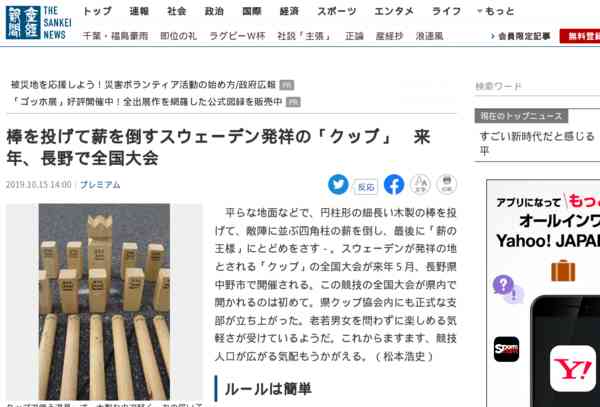 産経新聞
THE SANKEI NEWS
トップ 速報 社会 政治 国際 経済 スポーツ エンタメ ライフ もっと
千葉・福島豪雨 即位の礼 ラグビーW杯 社説「主張」 正論 産経抄 浪速風
会員限定記事
無料登録
被災地を応援しよう！災害ボランティア活動の始め方/政府広報 PR
「ゴッホ展」好評開催中！全出展作を網羅した公式図録を販売中 PR
検索ワード
現在のトップニュース
すごい新時代だと感じる
平
棒を投げて薪を倒すスウェーデン発祥の「クッブ」　来
年、長野で全国大会
2019.10.15 14:00 プレミアム
反応
文字
印刷
平らな地面などで、円柱形の細長い木製の棒を投
げて、敵陣に並ぶ四角柱の薪を倒し、最後に「薪の
王様」にとどめをさす－。スウェーデンが発祥の地
とされる「クッブ」の全国大会が来年５月、長野県
中野市で開催される。この競技の全国大会が県内で
開かれるのは初めて。県クッブ協会内にも正式な支
部が立ち上がった。老若男女を問わずに楽しめる気
軽さが受けているようだ。これからますます、競技
人口が広がる気配もうかがえる。（松本浩史）
ルールは簡単
アプリになって もっ
オールインワ
Yahoo! JAPAN
Y!